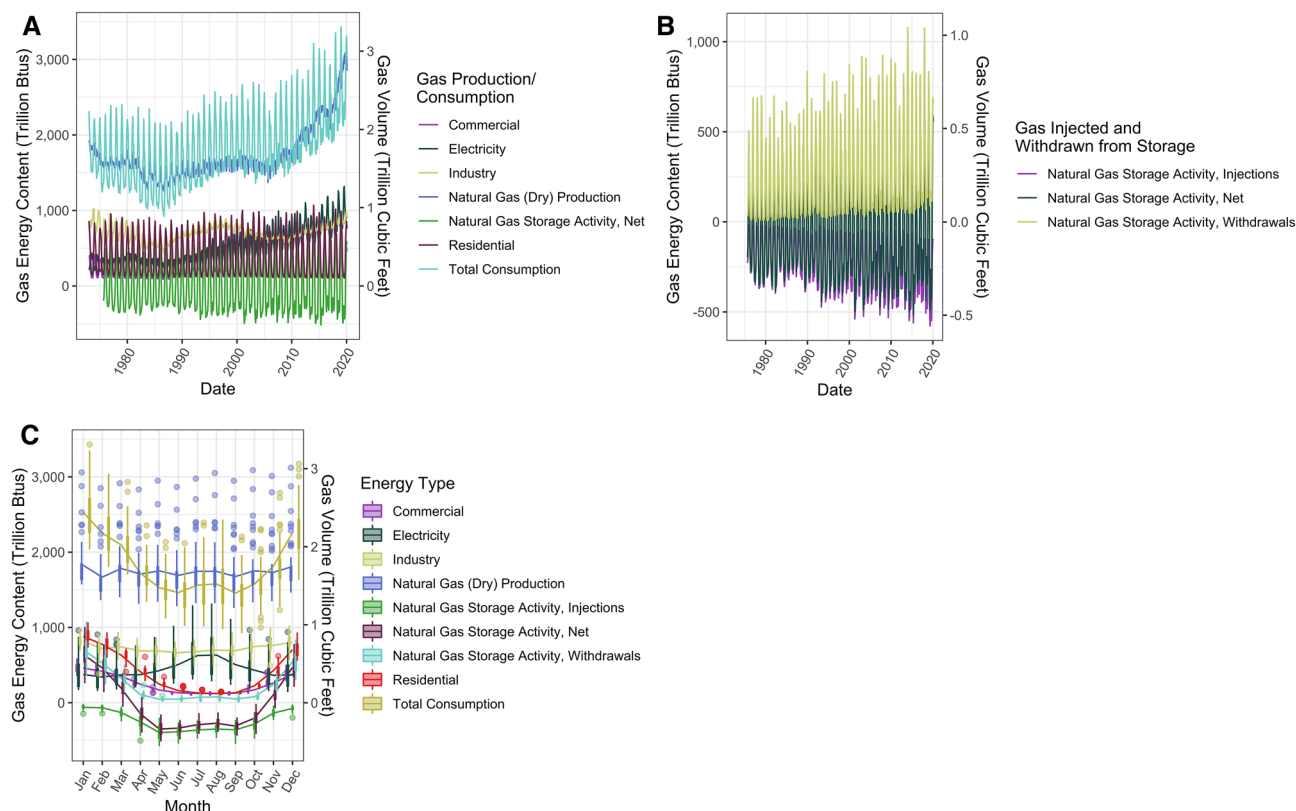 A
Gas Energy Content (Trillion Btus)
3,000
2,000
1,000
0
3
2
1
0
Gas Volume (Trillion Cubic Feet)
1980
1990
2000
2010
2020
Date
Gas Production/
Consumption
Commercial
Electricity
Industry
Natural Gas (Dry) Production
Natural Gas Storage Activity, Net
Residential
Total Consumption
B
Gas Energy Content (Trillion Btus)
1,000
500
0
-500
1.0
0.5
0.0
-0.5
Gas Volume (Trillion Cubic Feet)
1980
1990
2000
2010
2020
Date
Gas Injected and
Withdrawn from Storage
Natural Gas Storage Activity, Injections
Natural Gas Storage Activity, Net
Natural Gas Storage Activity, Withdrawals
C
Gas Energy Content (Trillion Btus)
3,000
2,000
1,000
0
3
2
1
0
Gas Volume (Trillion Cubic Feet)
Jan
Feb
Mar
Apr
May
Jun
Jul
Aug
Sep
Oct
Nov
Dec
Month
Energy Type
Commercial
Electricity
Industry
Natural Gas (Dry) Production
Natural Gas Storage Activity, Injections
Natural Gas Storage Activity, Net
Natural Gas Storage Activity, Withdrawals
Residential
Total Consumption